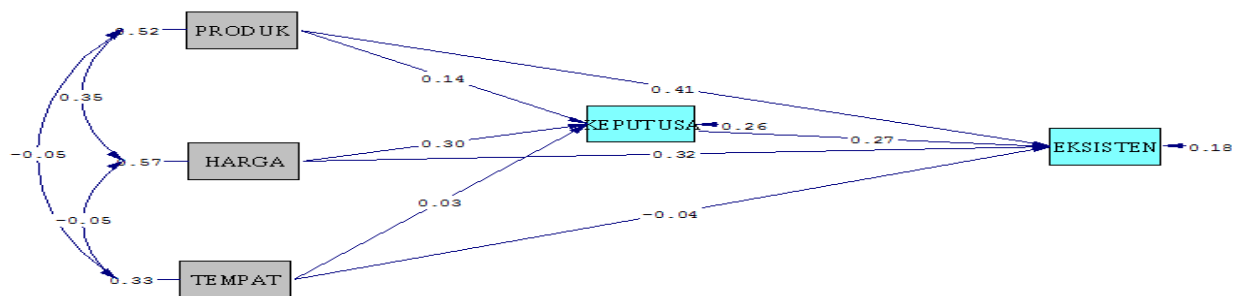 0.52 PRODUK
0.14
0.41
0.35
KEPUTUSA 0.26
0.30
0.27
-0.05
0.57 HARGA
0.32
EKSISTEN 0.18
0.03
-0.05
-0.04
0.33 TEMPAT